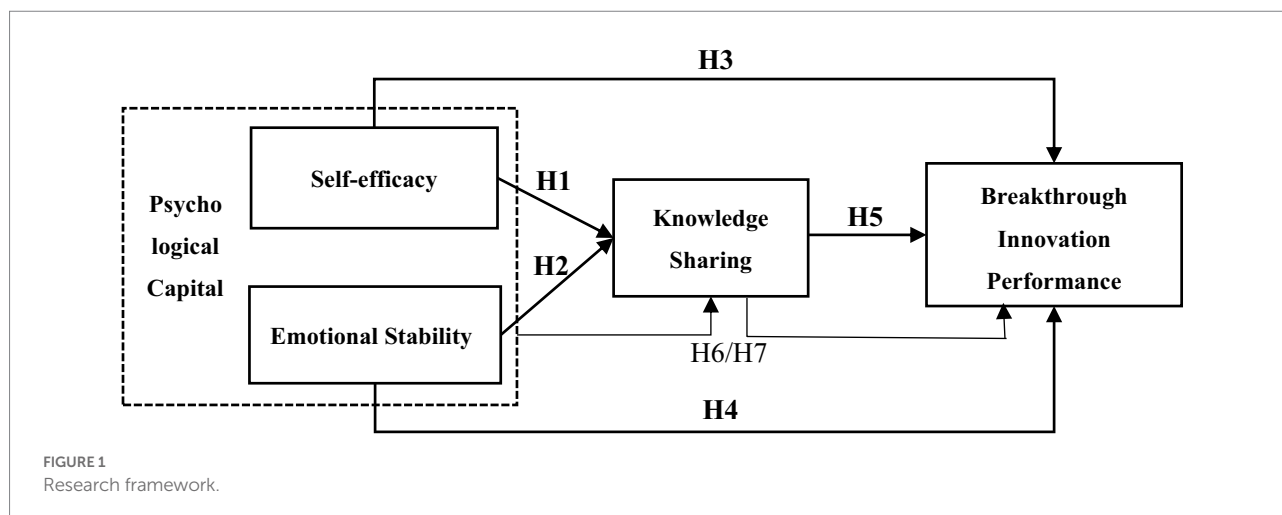 H3
Self-efficacy
H1
Psycho
logical
Capital
Knowledge
Sharing
H5
Breakthrough
Innovation
Performance
H2
Emotional Stability
H6/H7
H4
FIGURE 1
Research framework.